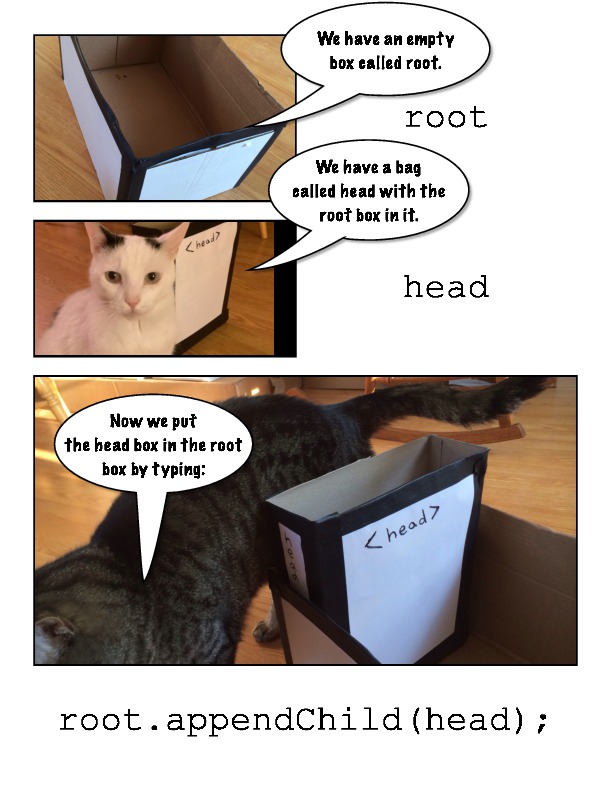 We have an empty
box called root.
root
We have a bag
called head with the
root box in it.
<head>
head
Now we put
the head box in the root
box by typing:
<head>
root.appendChild(head);